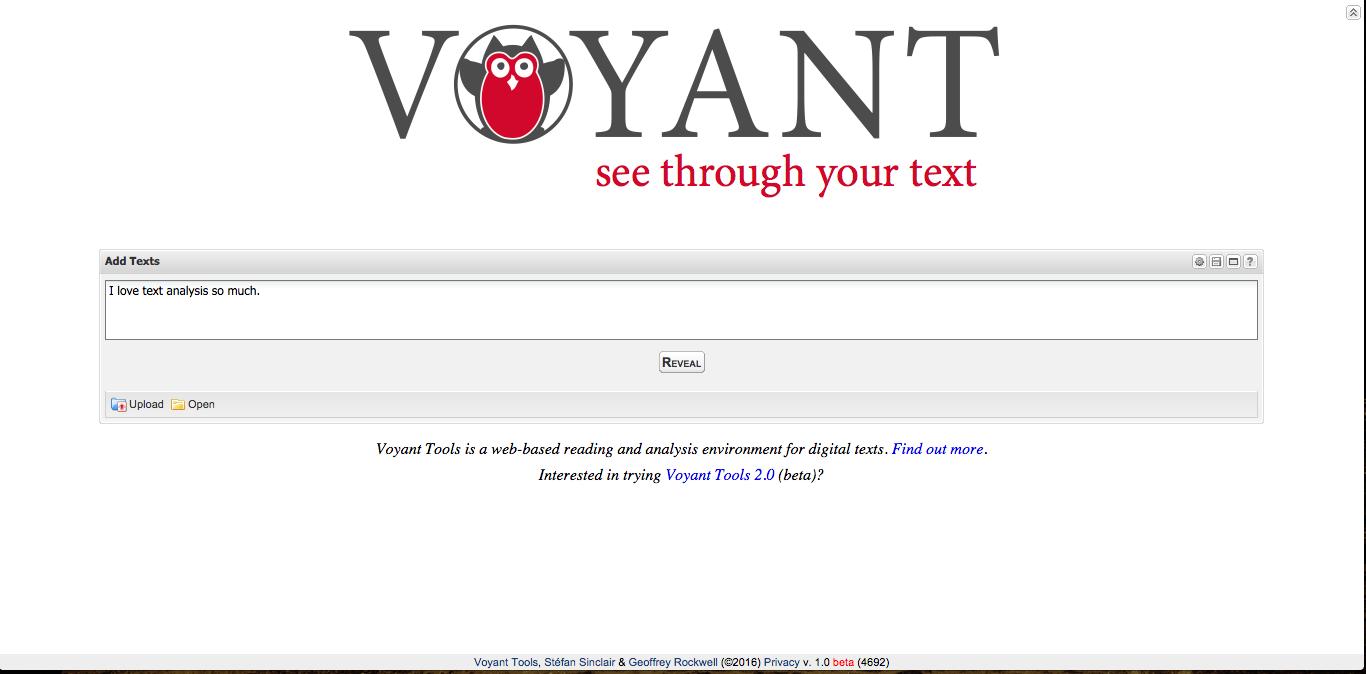 VOYANT
see through your text
Add Texts
I love text analysis so much.
REVEAL
Upload Open
Voyant Tools is a web-based reading and analysis environment for digital texts. Find out more.
Interested in trying Voyant Tools 2.0 (beta)?
Voyant Tools, Stéfan Sinclair & Geoffrey Rockwell (©2016) Privacy v. 1.0 beta (4692)